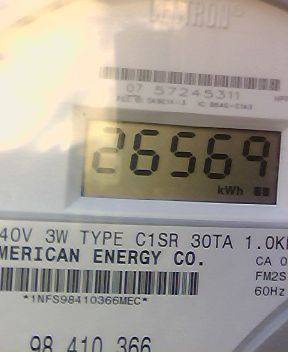 07 57245311
26569
kWh
40V 3W TYPE C1SR 30TA 1.0K
MERICAN ENERGY CO.
CA 0
FM2S
*1NFS98410366MEC*
60Hz
98 410 366